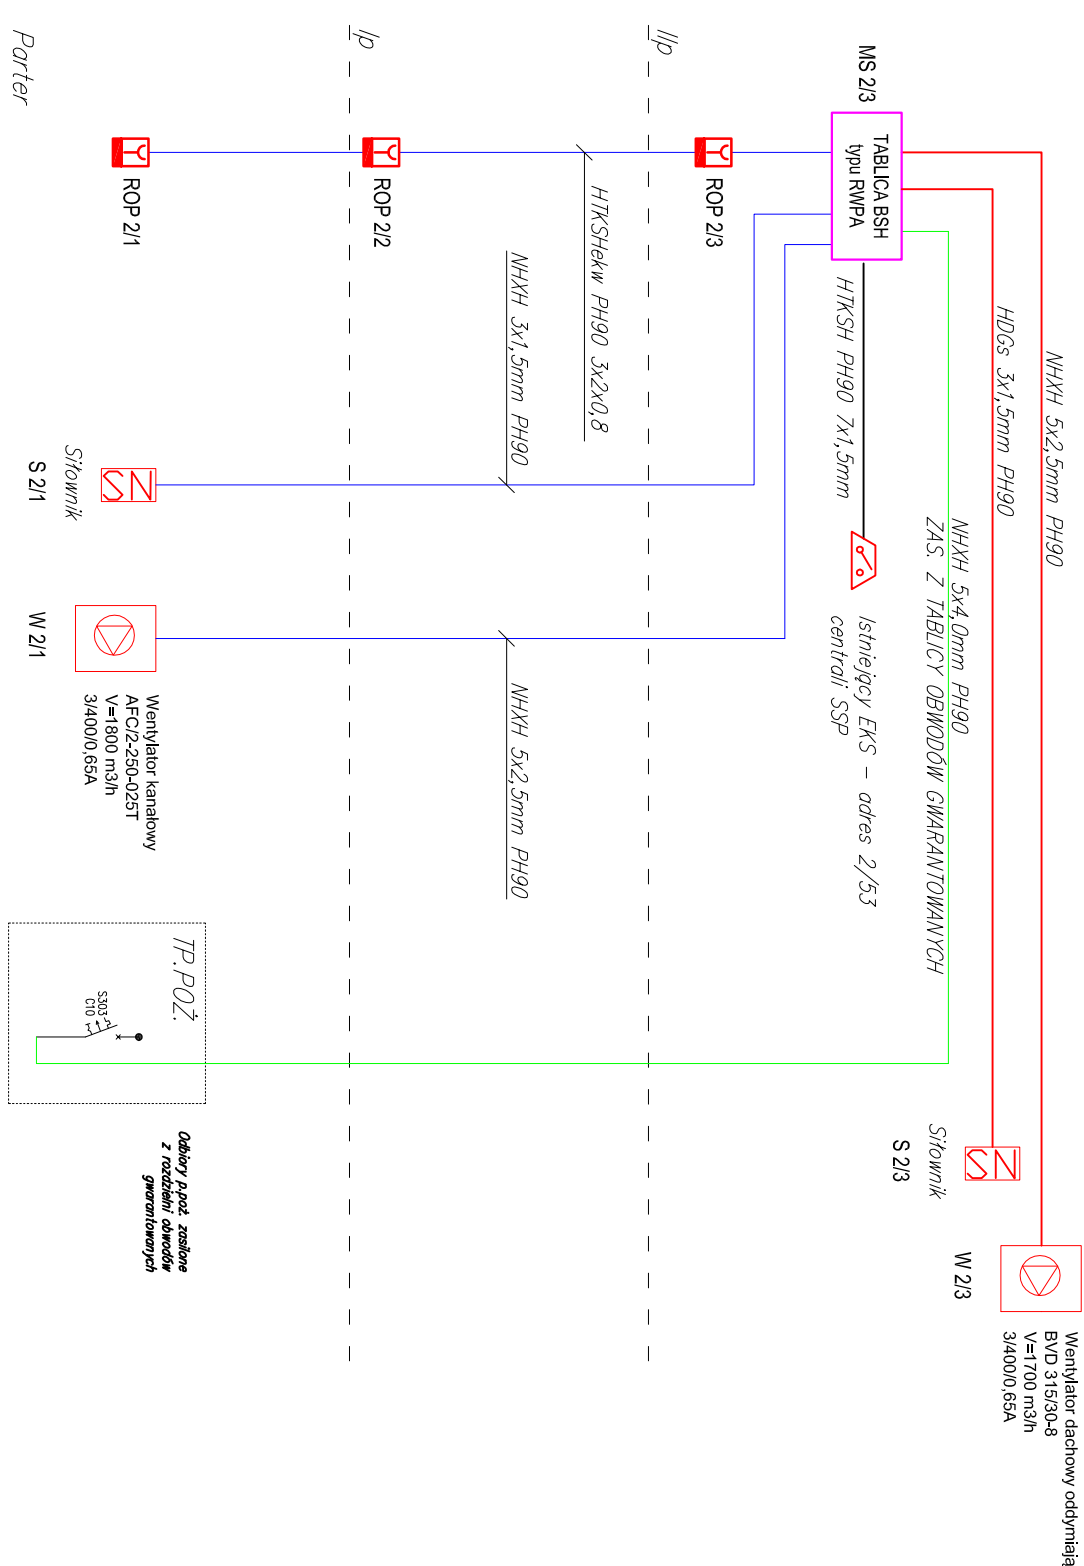 Wentylator dachowy oddymiają
BVD 315/30-8
V=1700 m3/h
3/400/0,65A
W 2/3
NHXH 5x2,5mm PH90
HDGs 3x1,5mm PH90
Siłownik
S 2/3
NHXH 5x4,0mm PH90
ZAS. Z TABLICY OBWODÓW GWARANTOWANYCH
MS 2/3
TABLICA BSH
typu RWPA
HTKSH PH90 7x1,5mm
Istniejący EKS - adres 2/53
centrali SSP
IIp
ROP 2/3
HTKSHekw PH90 3x2x0,8
NHXH 3x1,5mm PH90
NHXH 5x2,5mm PH90
Ip
ROP 2/2
ROP 2/1
Parter
Siłownik
S 2/1
ZS
ZS
W 2/1
Wentylator kanałowy
AFC/2-250-025T
V=1800 m3/h
3/400/0,65A
TP.POŻ.
S303
C10
Odbiory p.poż. zasilone
z rozdzielni obwodów
gwarantowanych